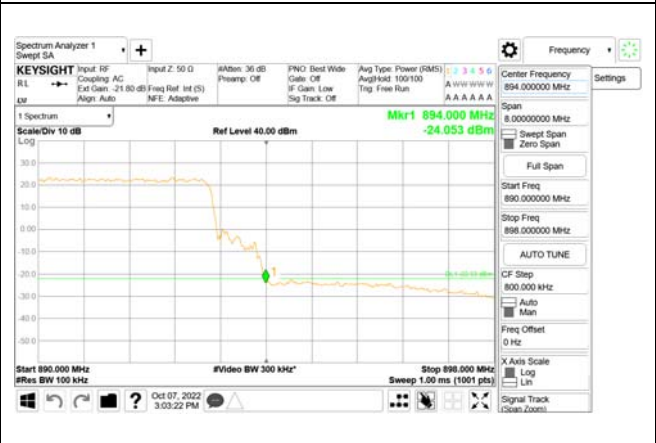 Spectrum Analyzer 1
Swept SA
+
Frequency
KEYSIGHT
Input: RF
Input Z: 50 Ω
#Atten: 36 dB
PNO: Best Wide
Avg Type: Power (RMS)
1 2 3 4 5 6
RL
Coupling: AC
Preamp: Off
Gate: Off
Avg|Hold: 100/100
A W W W W W
Ext Gain: -21.80 dB
Freq Ref: Int (S)
IF Gain: Low
Trig: Free Run
Align: Auto
NFE: Adaptive
Sig Track: Off
A A A A A A
1 Spectrum
Mkr1 894.000 MHz
Scale/Div 10 dB
Ref Level 40.00 dBm
-24.053 dBm
Log
30.0
20.0
10.0
0.00
-10.0
-20.0
-30.0
-40.0
-50.0
1
Start 890.000 MHz
#Video BW 300 kHz*
Stop 898.000 MHz
#Res BW 100 kHz
Sweep 1.00 ms (1001 pts)
?
Oct 07, 2022
3:03:22 PM
Center Frequency
894.000000 MHz
Settings
Span
8.00000000 MHz
Swept Span
Zero Span
Full Span
Start Freq
890.000000 MHz
Stop Freq
898.000000 MHz
AUTO TUNE
CF Step
800.000 kHz
Auto
Man
Freq Offset
0 Hz
X Axis Scale
Log
Lin
Signal Track
(Span Zoom)